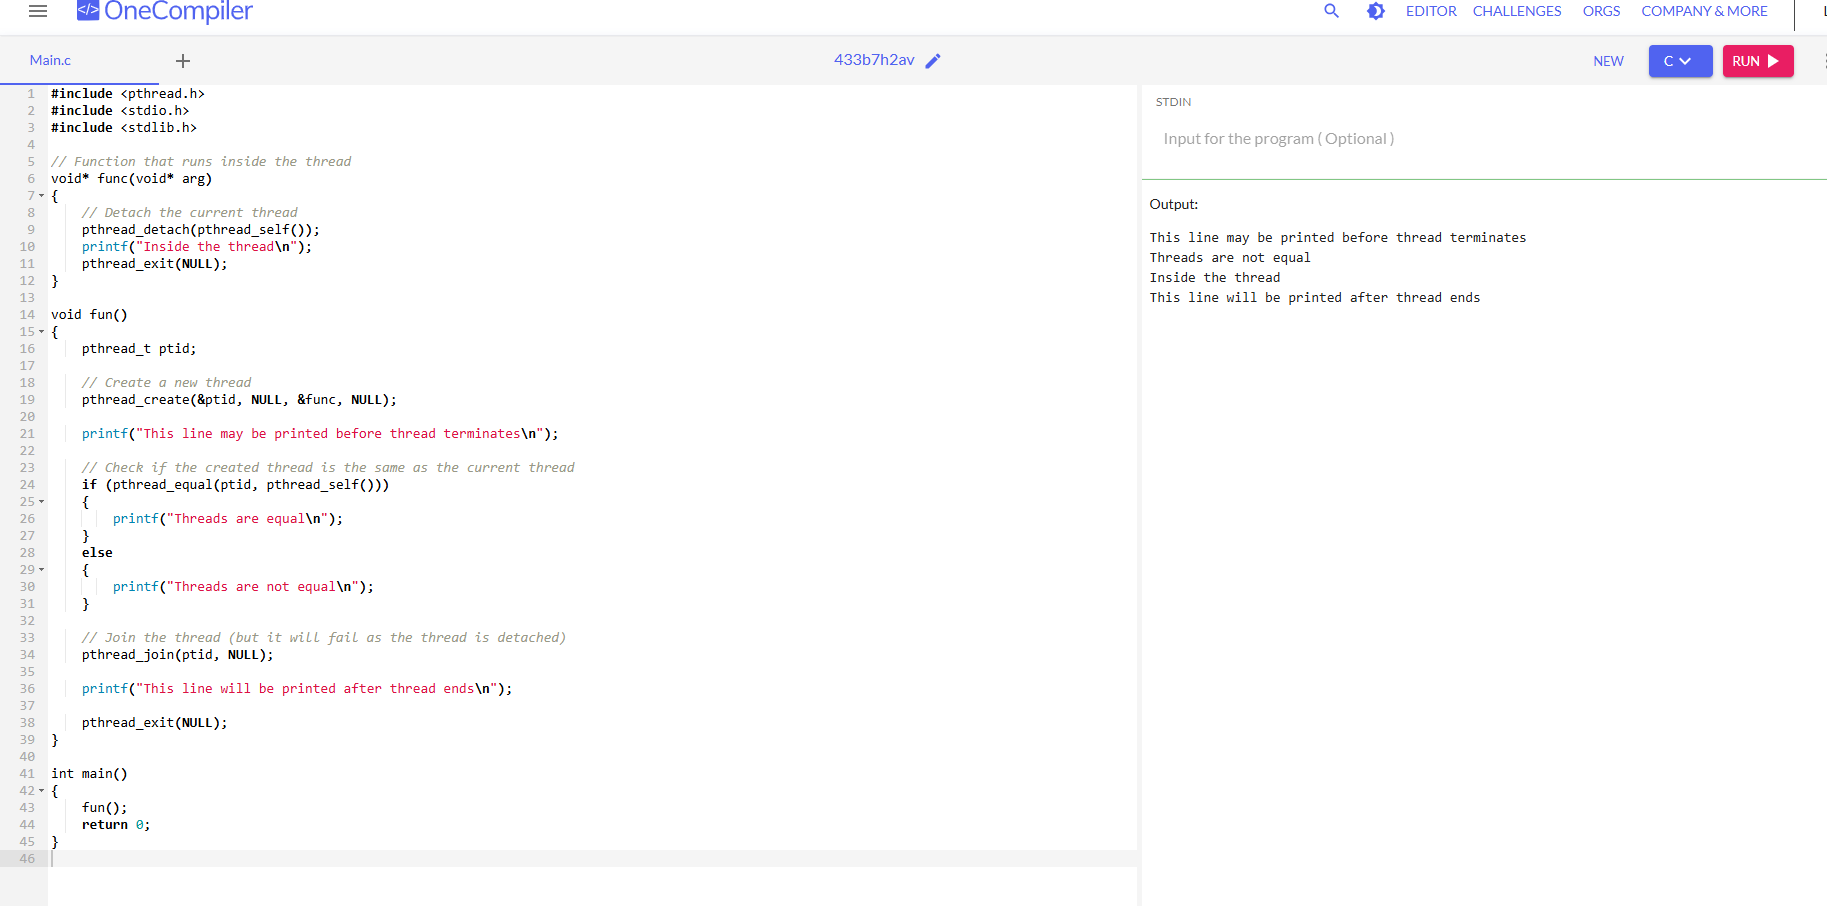 </> OneCompiler
EDITOR CHALLENGES ORGS COMPANY & MORE
Main.c
433b7h2av
NEW C RUN
1 #include <pthread.h>
2 #include <stdio.h>
3 #include <stdlib.h>
4
5 // Function that runs inside the thread
6 void* func(void* arg)
7 {
8     // Detach the current thread
9     pthread_detach(pthread_self());
10     printf("Inside the thread\n");
11     pthread_exit(NULL);
12 }
13
14 void fun()
15 {
16     pthread_t ptid;
17
18     // Create a new thread
19     pthread_create(&ptid, NULL, &func, NULL);
20
21     printf("This line may be printed before thread terminates\n");
22
23     // Check if the created thread is the same as the current thread
24     if (pthread_equal(ptid, pthread_self()))
25     {
26         printf("Threads are equal\n");
27     }
28     else
29     {
30         printf("Threads are not equal\n");
31     }
32
33     // Join the thread (but it will fail as the thread is detached)
34     pthread_join(ptid, NULL);
35
36     printf("This line will be printed after thread ends\n");
37
38     pthread_exit(NULL);
39 }
40
41 int main()
42 {
43     fun();
44     return 0;
45 }
46
STDIN
Input for the program ( Optional )
Output:
This line may be printed before thread terminates
Threads are not equal
Inside the thread
This line will be printed after thread ends